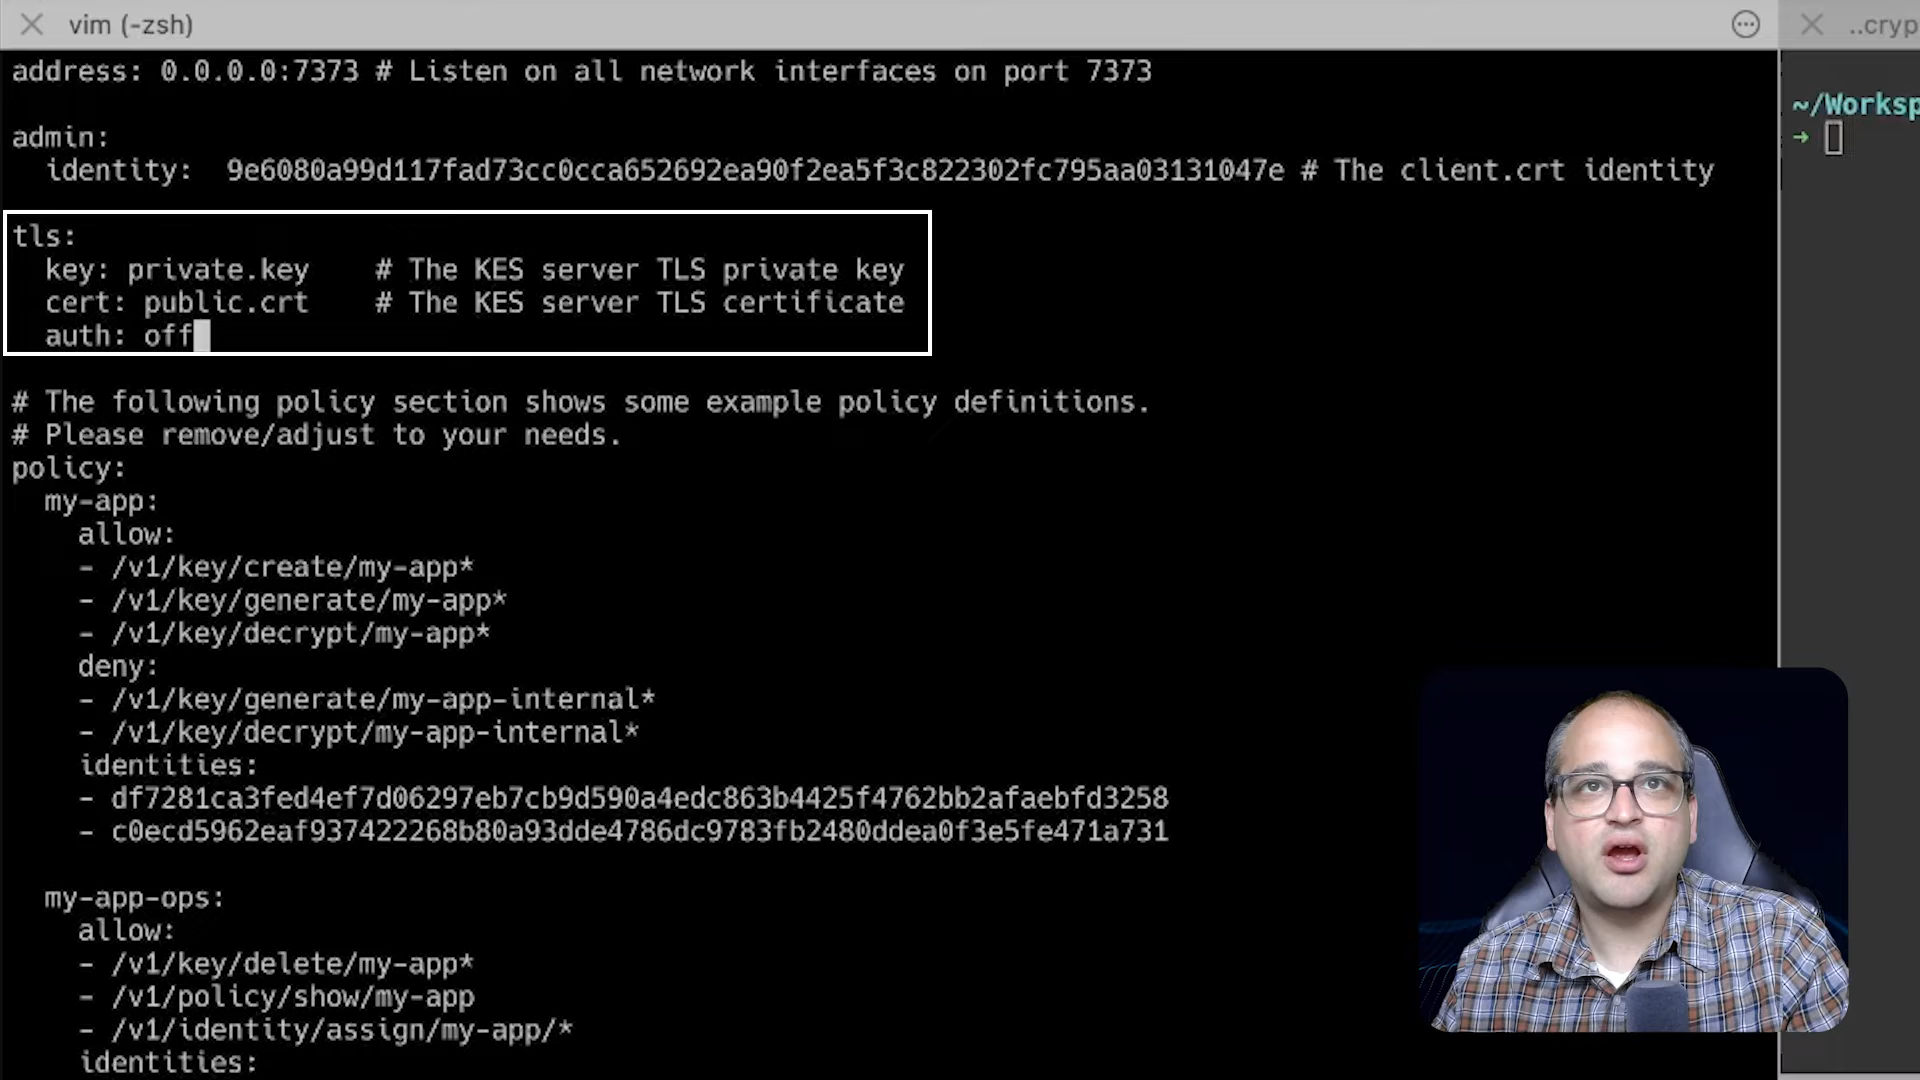 vim (-zsh)
..cryp
address: 0.0.0.0:7373 # Listen on all network interfaces on port 7373
~/Worksp
admin:
identity:  9e6080a99d117fad73cc0cca652692ea90f2ea5f3c822302fc795aa03131047e # The client.crt identity
tls:
key: private.key    # The KES server TLS private key
cert: public.crt    # The KES server TLS certificate
auth: off
# The following policy section shows some example policy definitions.
# Please remove/adjust to your needs.
policy:
my-app:
allow:
- /v1/key/create/my-app*
- /v1/key/generate/my-app*
- /v1/key/decrypt/my-app*
deny:
- /v1/key/generate/my-app-internal*
- /v1/key/decrypt/my-app-internal*
identities:
- df7281ca3fed4ef7d06297eb7cb9d590a4edc863b4425f4762bb2afaebfd3258
- c0ecd5962eaf937422268b80a93dde4786dc9783fb2480ddea0f3e5fe471a731
my-app-ops:
allow:
- /v1/key/delete/my-app*
- /v1/policy/show/my-app
- /v1/identity/assign/my-app/*
identities: